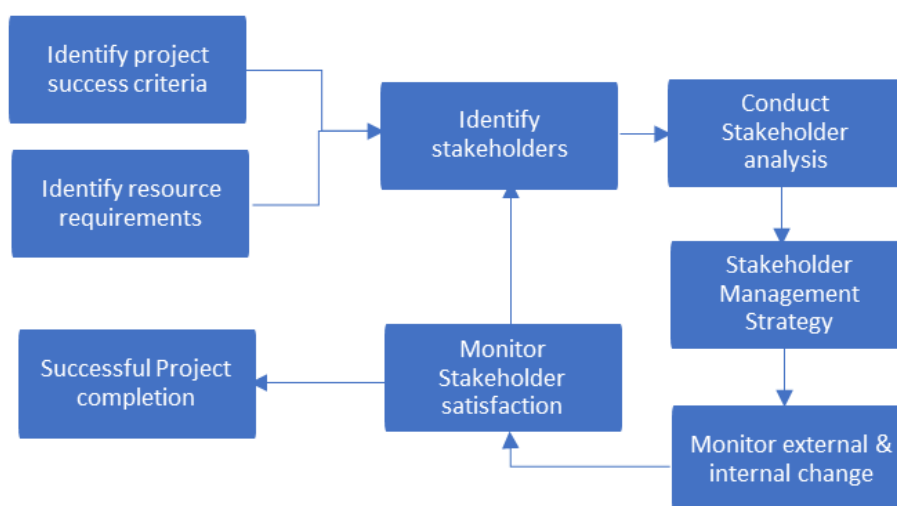 Identify project
success criteria
Identify
stakeholders
Conduct
Stakeholder
analysis
Identify resource
requirements
Stakeholder
Management
Strategy
Successful Project
completion
Monitor
Stakeholder
satisfaction
Monitor external &
internal change